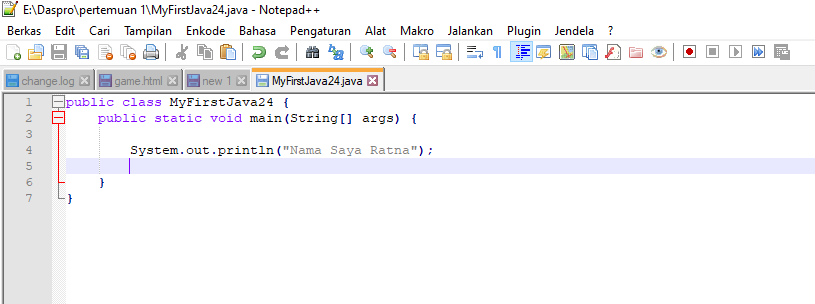 E:\Daspro\pertemuan 1\MyFirstJava24.java - Notepad++
Berkas Edit Cari Tampilan Enkode Bahasa Pengaturan Alat Makro Jalankan Plugin Jendela ?
change.log game.html new 1 MyFirstJava24.java
1 public class MyFirstJava24 {
2 public static void main(String[] args) {
3
4 System.out.println("Nama Saya Ratna");
5
6 }
7 }